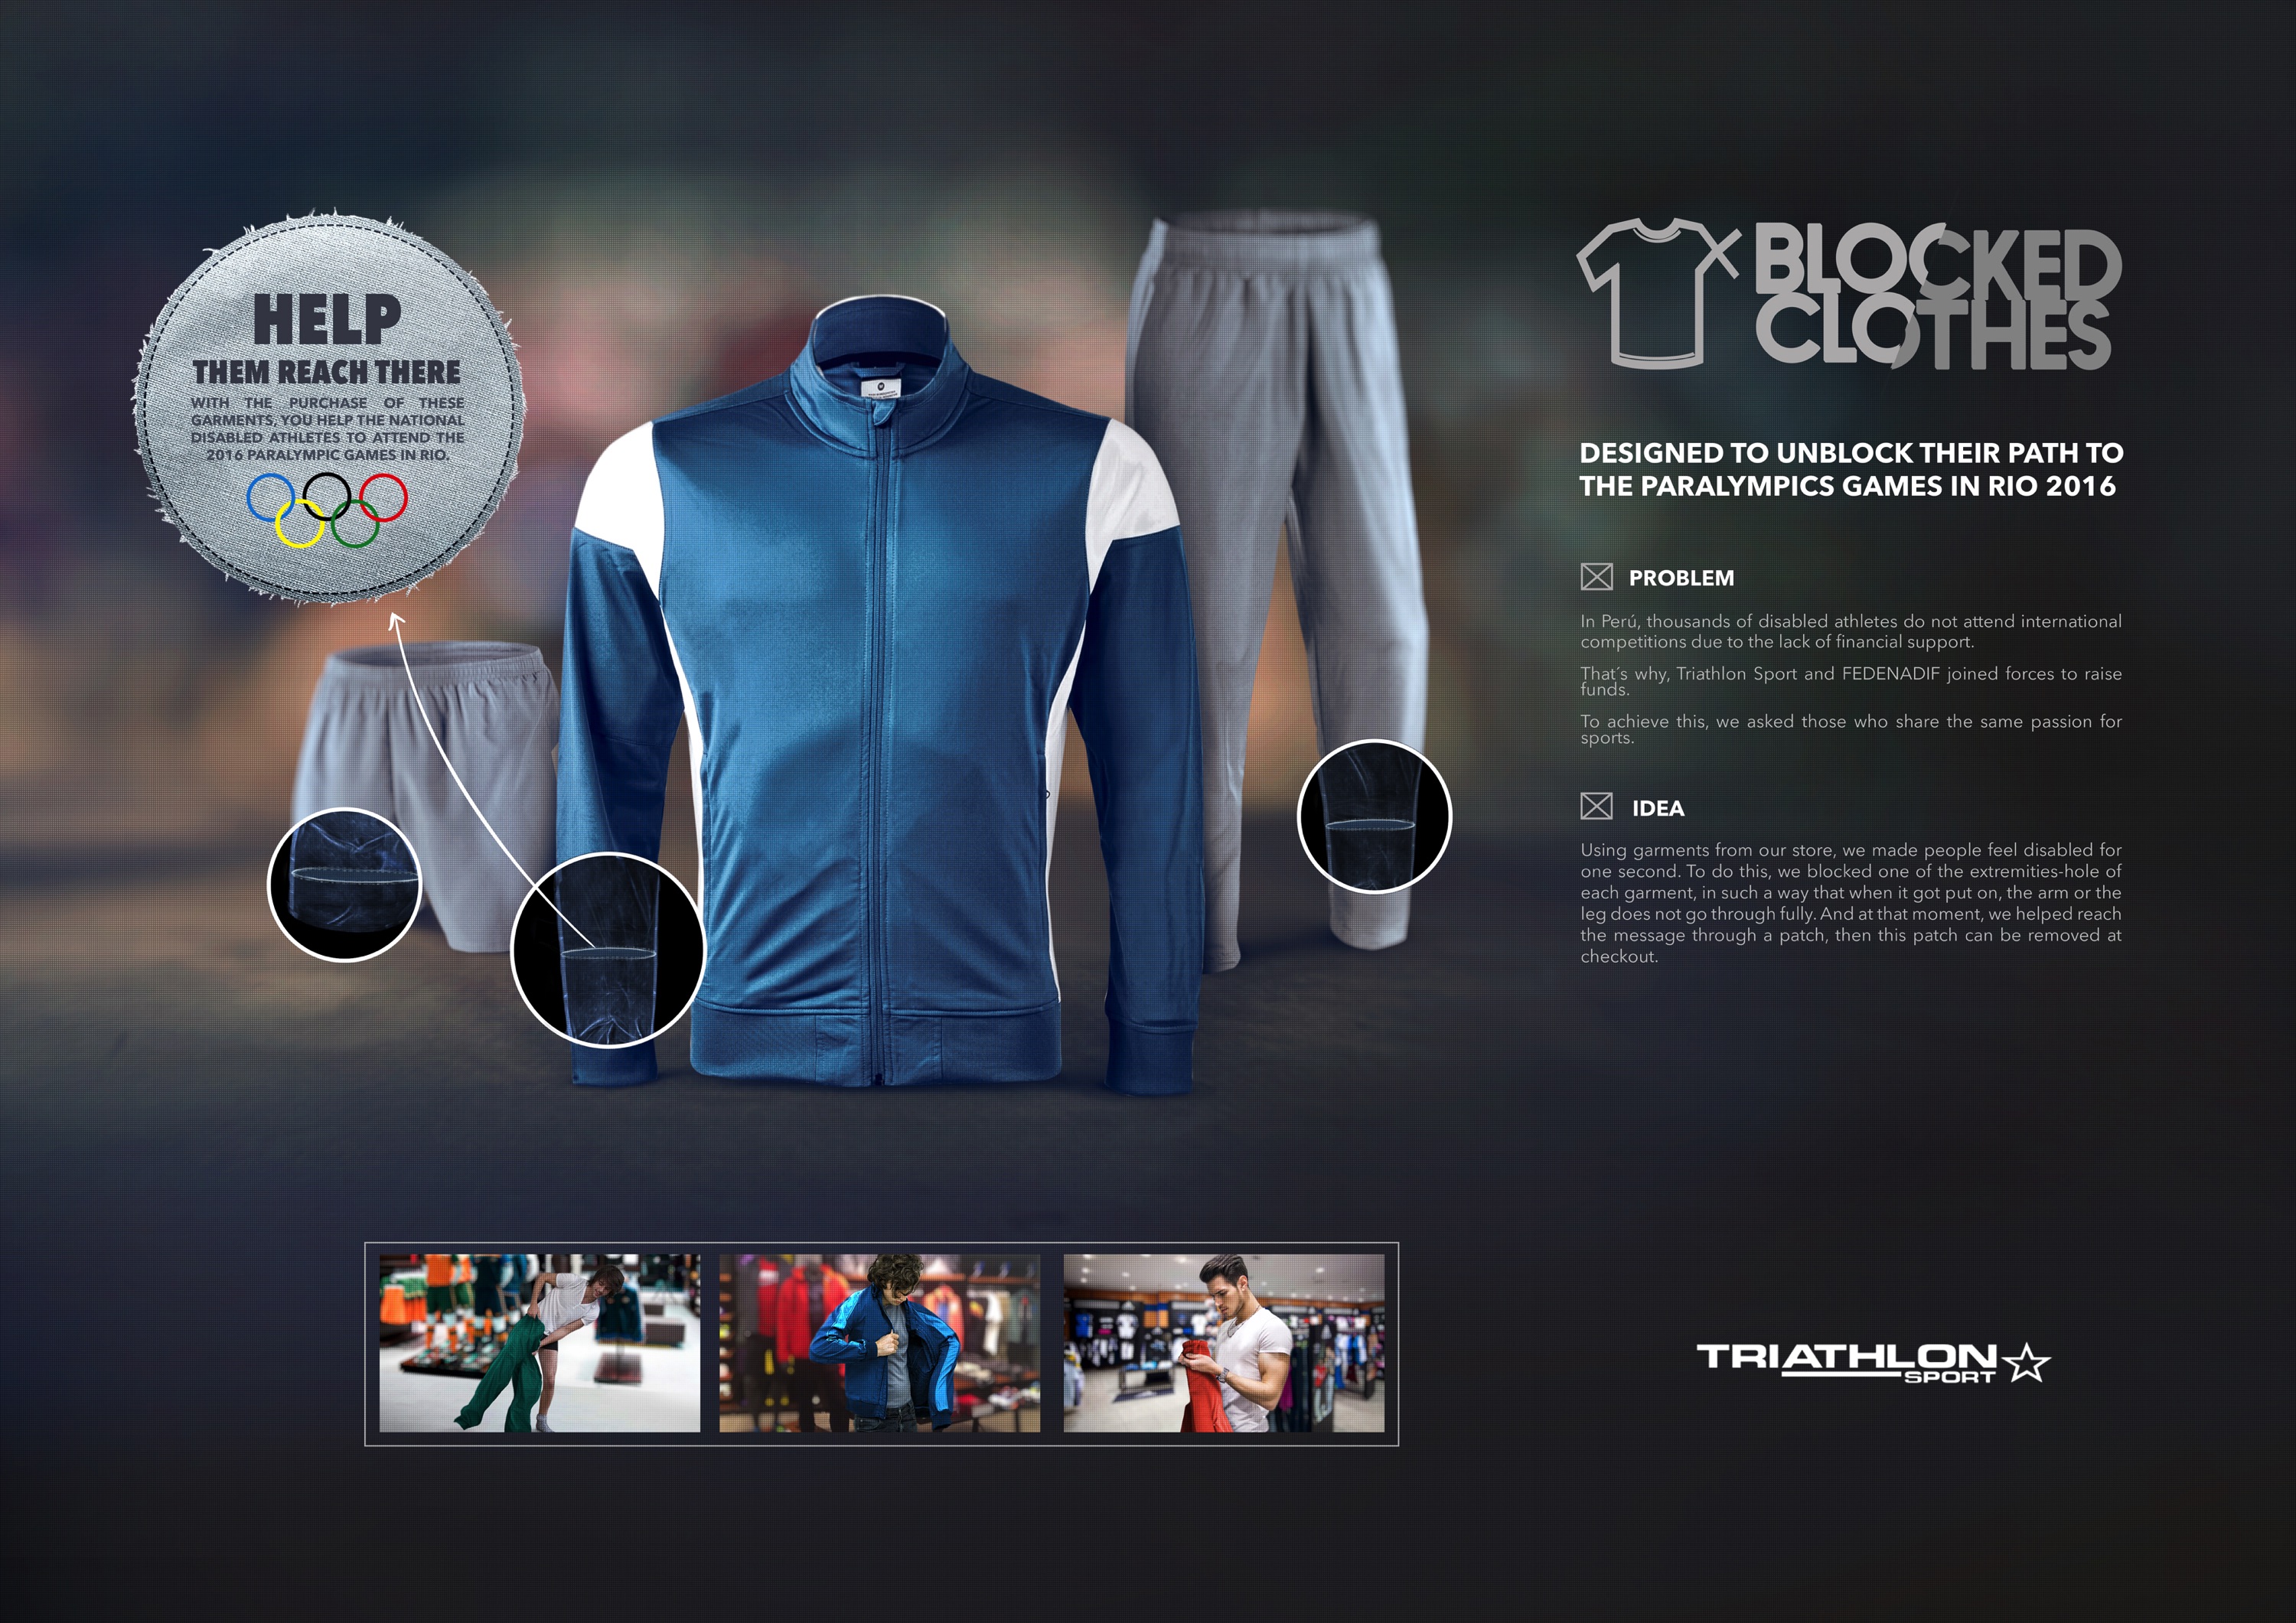 HELP
THEM REACH THERE
WITH THE PURCHASE OF THESE
GARMENTS, YOU HELP THE NATIONAL
DISABLED ATHLETES TO ATTEND THE
2016 PARALYMPIC GAMES IN RIO.
BLOCKED
CLOTHES
DESIGNED TO UNBLOCK THEIR PATH TO
THE PARALYMPICS GAMES IN RIO 2016
PROBLEM
In Perú, thousands of disabled athletes do not attend international
competitions due to the lack of financial support.
That´s why, Triathlon Sport and FEDENADIF joined forces to raise
funds.
To achieve this, we asked those who share the same passion for
sports.
IDEA
Using garments from our store, we made people feel disabled for
one second. To do this, we blocked one of the extremities-hole of
each garment, in such a way that when it got put on, the arm or the
leg does not go through fully. And at that moment, we helped reach
the message through a patch, then this patch can be removed at
checkout.
TRIATHLON
SPORT